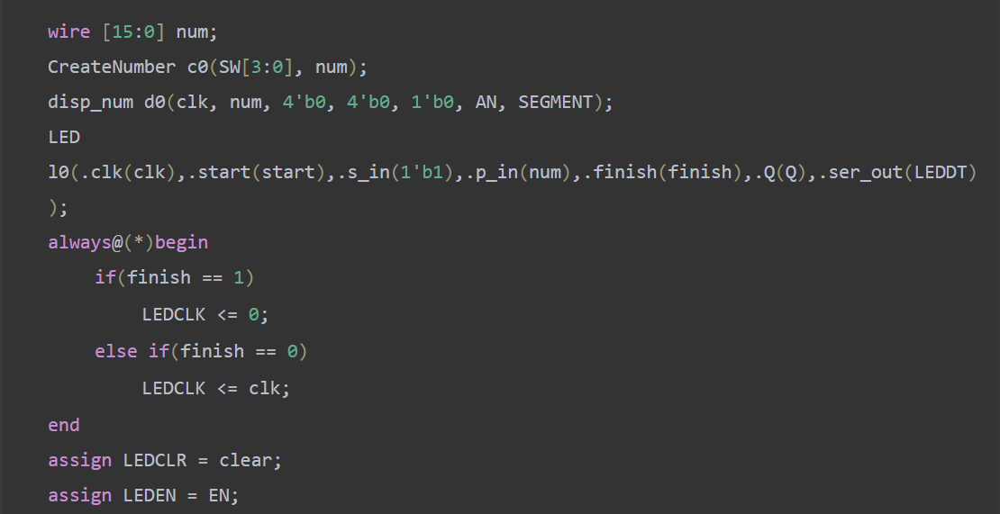 wire [15:0] num;
CreateNumber c0(SW[3:0], num);
disp_num d0(clk, num, 4'b0, 4'b0, 1'b0, AN, SEGMENT);
LED
l0(.clk(clk),.start(start),.s_in(1'b1),.p_in(num),.finish(finish),.Q(Q),.ser_out(LEDDT)
);
always@(*)begin
    if(finish == 1)
        LEDCLK <= 0;
    else if(finish == 0)
        LEDCLK <= clk;
end
assign LEDCLR = clear;
assign LEDEN = EN;